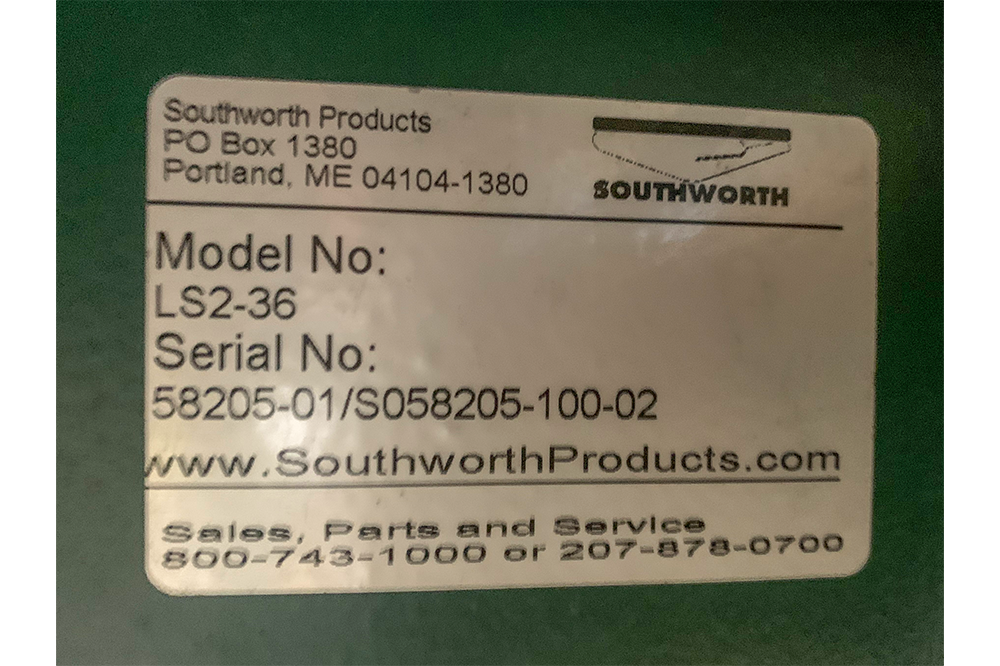 Southworth Products
PO Box 1380
Portland, ME 04104-1380
SOUTHWORTH
Model No:
LS2-36
Serial No:
58205-01/S058205-100-02
www.SouthworthProducts.com
Sales, Parts and Service
800-743-1000 or 207-878-0700